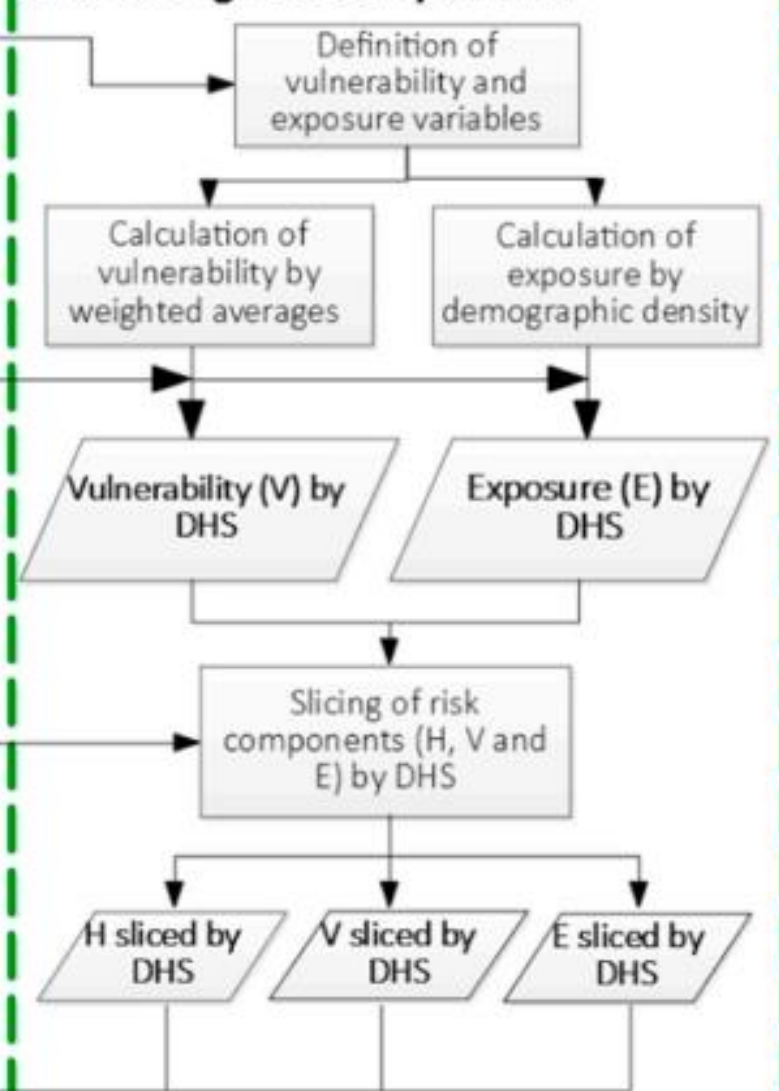 Definition of
vulnerability and
exposure variables
Calculation of
vulnerability by
weighted averages
Calculation of
exposure by
demographic density
Vulnerability (V) by
DHS
Exposure (E) by
DHS
Slicing of risk
components (H, V and
E) by DHS
H sliced by
DHS
V sliced by
DHS
E sliced by
DHS